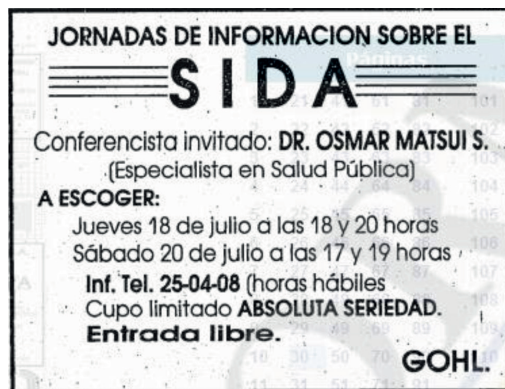 JORNADAS DE INFORMACION SOBRE EL
SIDA
Conferencista invitado: DR. OSMAR MATSUI S.
(Especialista en Salud Pública)
A ESCOGER:
Jueves 18 de julio a las 18 y 20 horas
Sábado 20 de julio a las 17 y 19 horas
Inf. Tel. 25-04-08 (horas hábiles
Cupo limitado ABSOLUTA SERIEDAD.
Entrada libre.
GOHL.